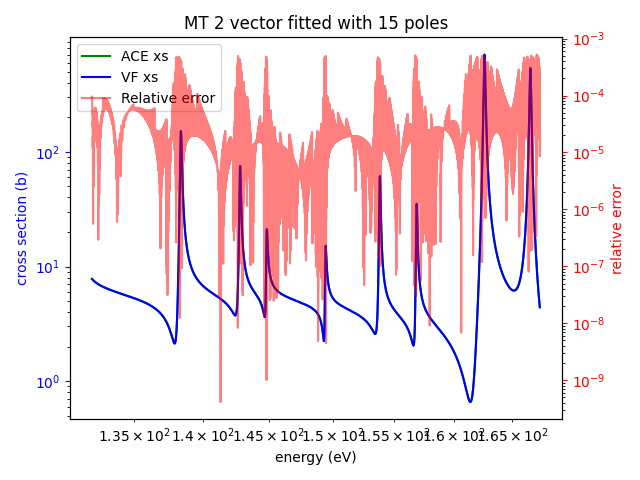 MT 2 vector fitted with 15 poles
ACE xs
VF xs
Relative error
cross section (b)
10²
10¹
10⁰
10⁻³
10⁻⁴
10⁻⁵
10⁻⁶
10⁻⁷
10⁻⁸
10⁻⁹
relative error
1.35×10² 1.4×10² 1.45×10² 1.5×10² 1.55×10² 1.6×10² 1.65×10²
energy (eV)